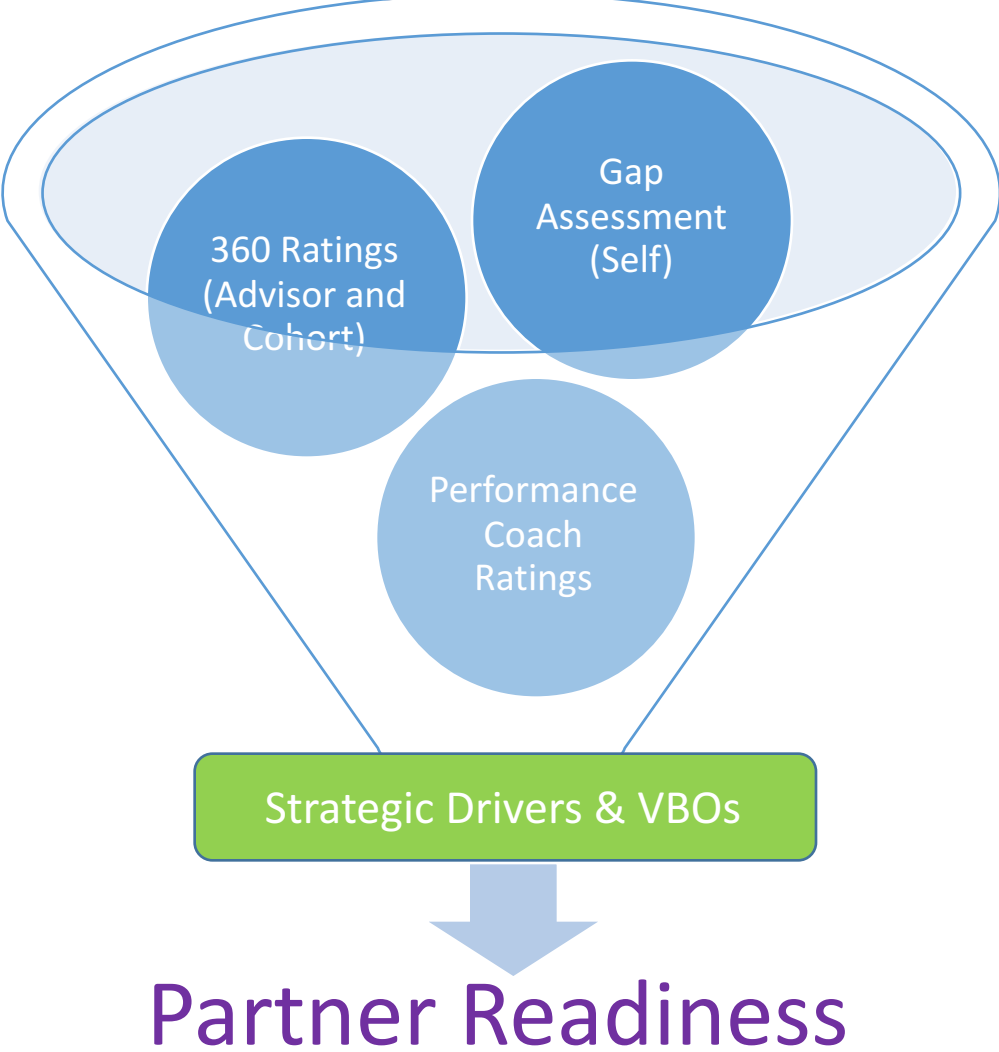 Gap
Assessment
(Self)
360 Ratings
(Advisor and
Cohort)
Performance
Coach
Ratings
Strategic Drivers & VBOs
Partner Readiness